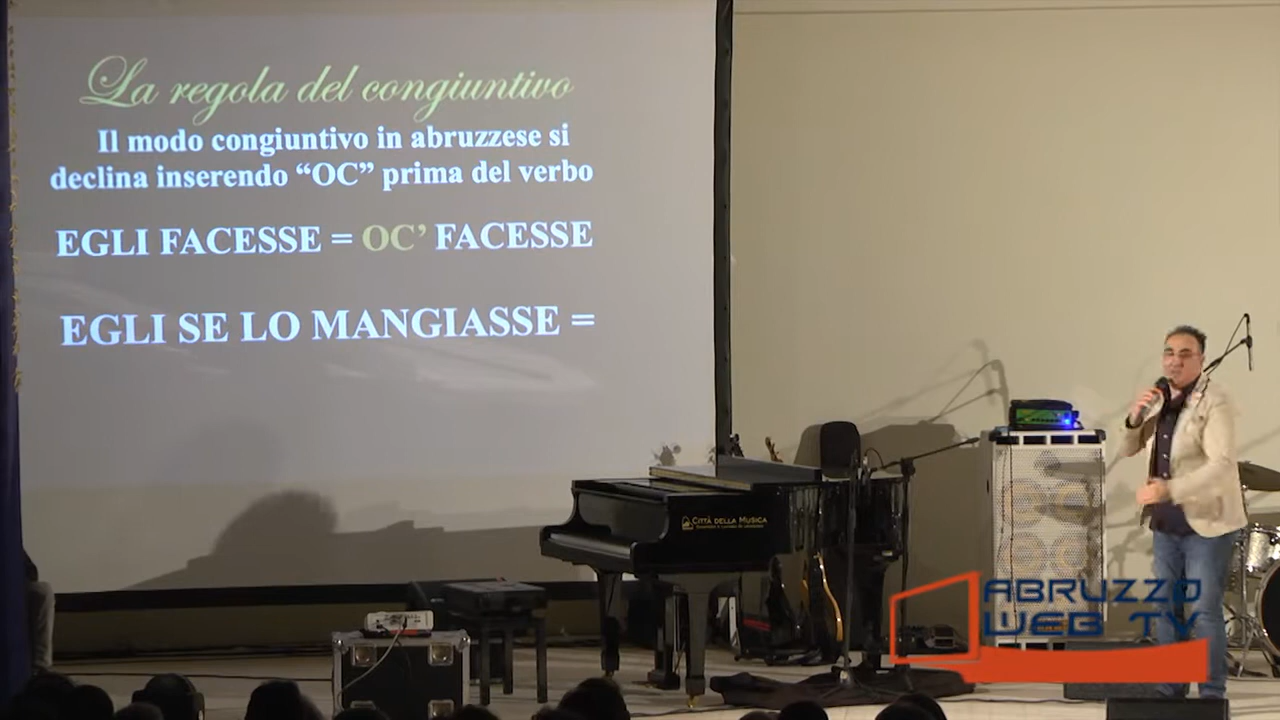 La regola del congiuntivo
Il modo congiuntivo in abruzzese si
declina inserendo “OC” prima del verbo
EGLI FACESSE = OC’ FACESSE
EGLI SE LO MANGIASSE =
CITTÀ DELLA MUSICA
ABRUZZO
WEB TV